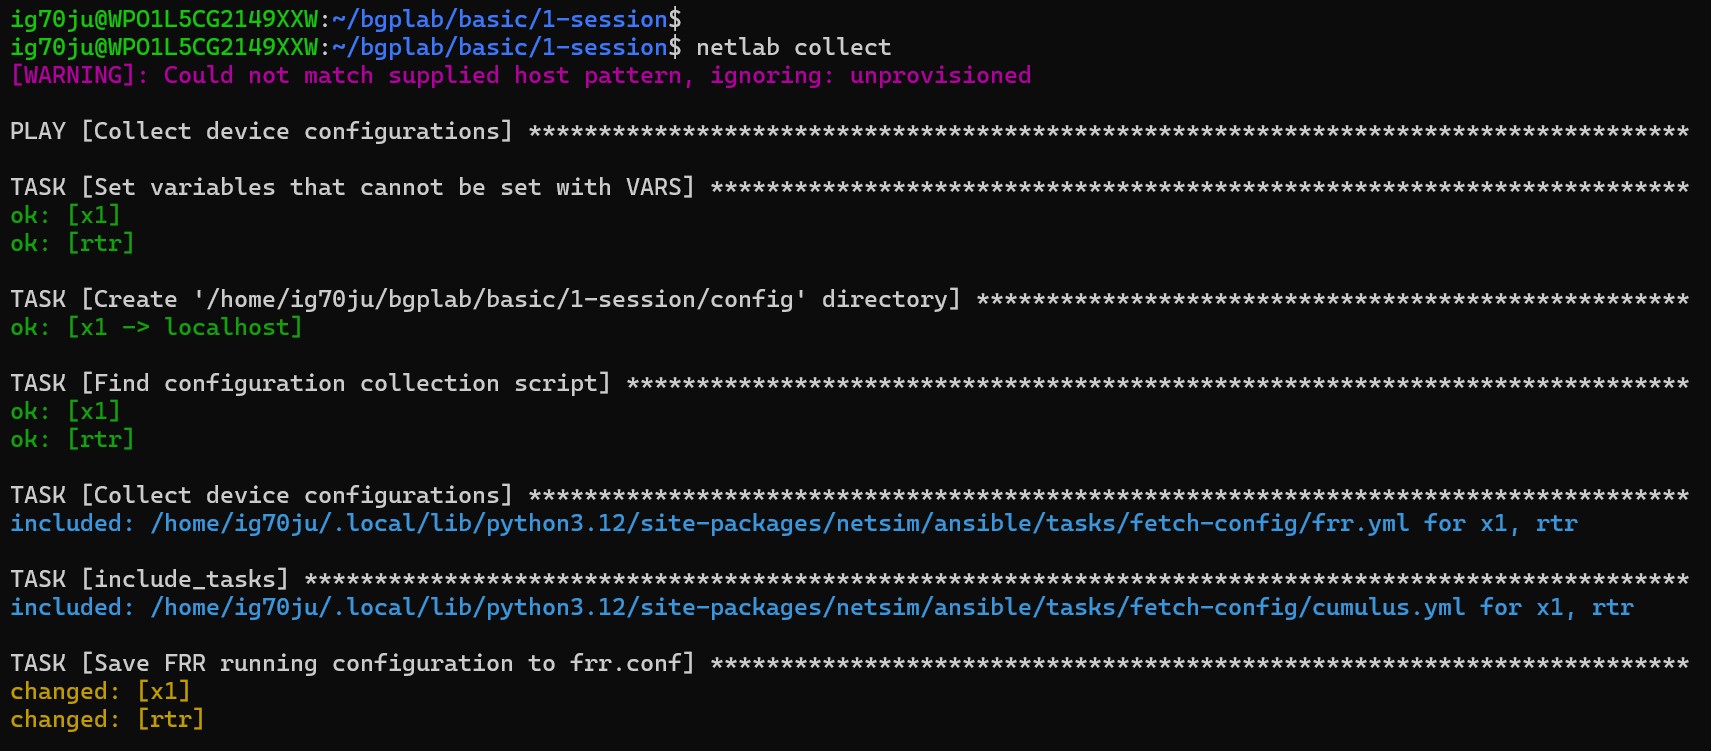 ig70ju@WPO1L5CG2149XXW:~/bgplab/basic/1-session$
ig70ju@WPO1L5CG2149XXW:~/bgplab/basic/1-session$ netlab collect
[WARNING]: Could not match supplied host pattern, ignoring: unprovisioned
PLAY [Collect device configurations] ***********************************************************************************
TASK [Set variables that cannot be set with VARS] **********************************************************************
ok: [x1]
ok: [rtr]
TASK [Create '/home/ig70ju/bgplab/basic/1-session/config' directory] ***************************************************
ok: [x1 -> localhost]
TASK [Find configuration collection script] ****************************************************************************
ok: [x1]
ok: [rtr]
TASK [Collect device configurations] ***********************************************************************************
included: /home/ig70ju/.local/lib/python3.12/site-packages/netsim/ansible/tasks/fetch-config/frr.yml for x1, rtr
TASK [include_tasks] ***************************************************************************************************
included: /home/ig70ju/.local/lib/python3.12/site-packages/netsim/ansible/tasks/fetch-config/cumulus.yml for x1, rtr
TASK [Save FRR running configuration to frr.conf] **********************************************************************
changed: [x1]
changed: [rtr]